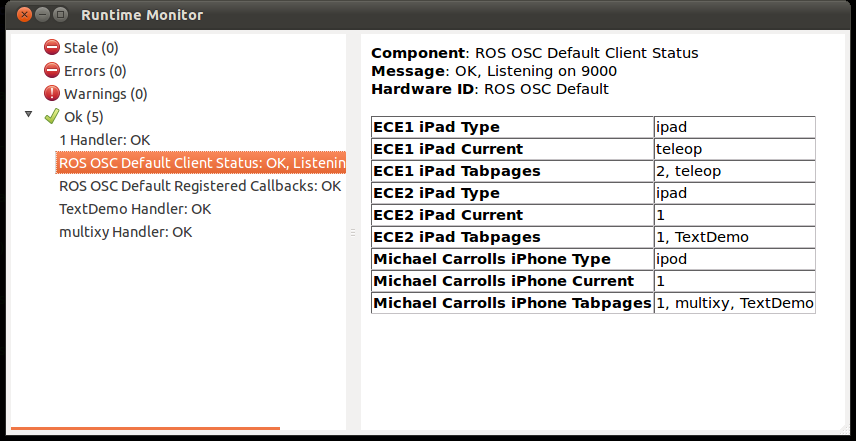 Runtime Monitor
Stale (0)
Errors (0)
Warnings (0)
Ok (5)
1 Handler: OK
ROS OSC Default Client Status: OK, Listenin
ROS OSC Default Registered Callbacks: OK
TextDemo Handler: OK
multixy Handler: OK
Component: ROS OSC Default Client Status
Message: OK, Listening on 9000
Hardware ID: ROS OSC Default
ECE1 iPad Type ipad
ECE1 iPad Current teleop
ECE1 iPad Tabpages 2, teleop
ECE2 iPad Type ipad
ECE2 iPad Current 1
ECE2 iPad Tabpages 1, TextDemo
Michael Carrolls iPhone Type ipod
Michael Carrolls iPhone Current 1
Michael Carrolls iPhone Tabpages 1, multixy, TextDemo